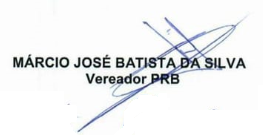 MÁRCIO JOSÉ BATISTA DA SILVA
Vereador PRB